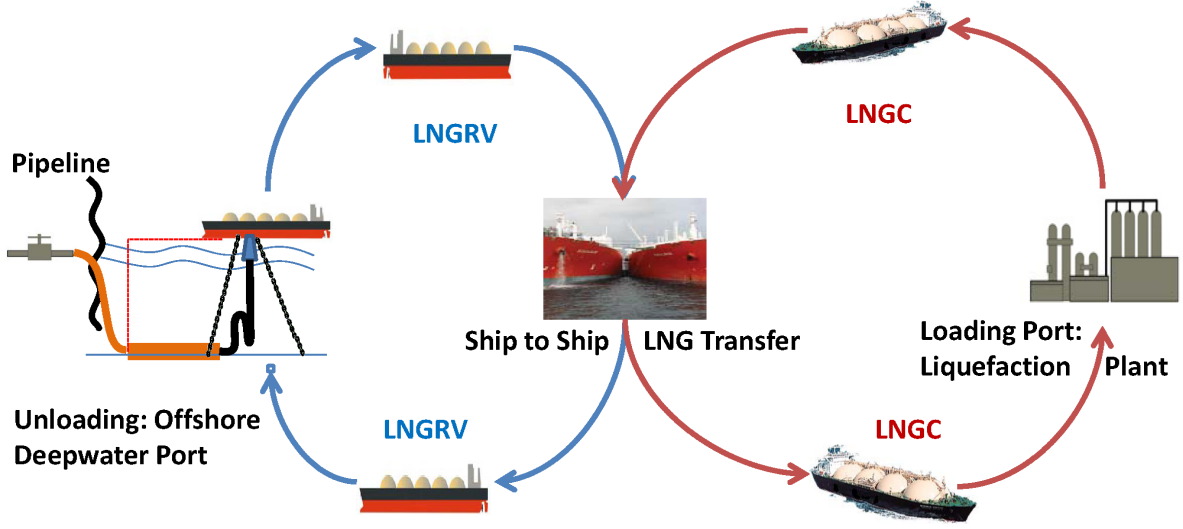 LNGRV
LNGC
Pipeline
Ship to Ship LNG Transfer
Loading Port:
Liquefaction Plant
Unloading: Offshore
Deepwater Port
LNGRV
LNGC